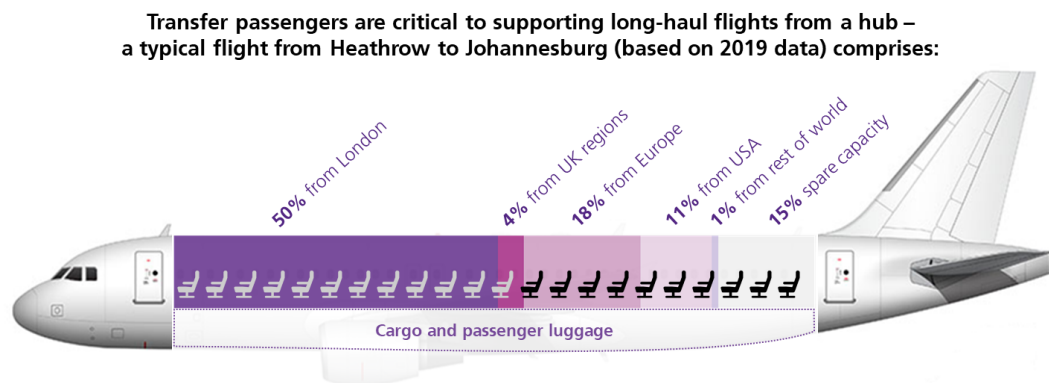 Transfer passengers are critical to supporting long-haul flights from a hub –
a typical flight from Heathrow to Johannesburg (based on 2019 data) comprises:
50% from London
4% from UK regions
18% from Europe
11% from USA
1% from rest of world
15% spare capacity
Cargo and passenger luggage